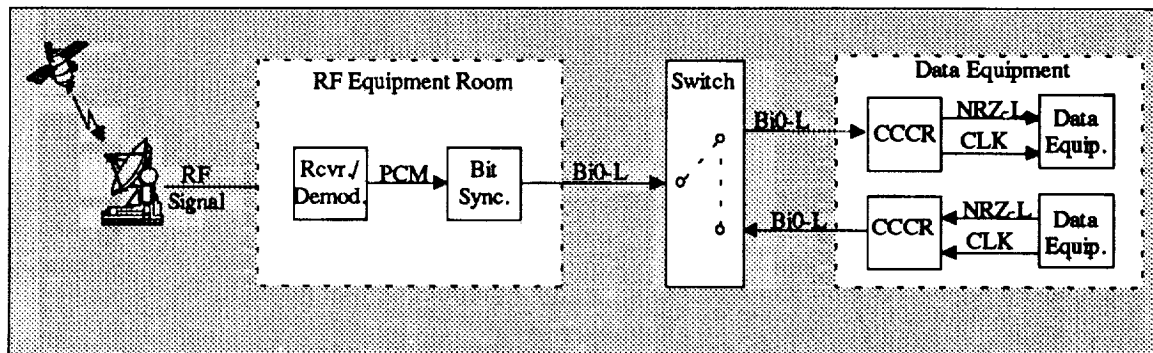 RF Equipment Room
Switch
Data Equipment
RF
Signal
Rcvr./
Demod.
PCM
Bit
Sync.
Bi0-L
Bi0-L
CCCR
NRZ-L
CLK
Data
Equip.
Bi0-L
CCCR
NRZ-L
CLK
Data
Equip.